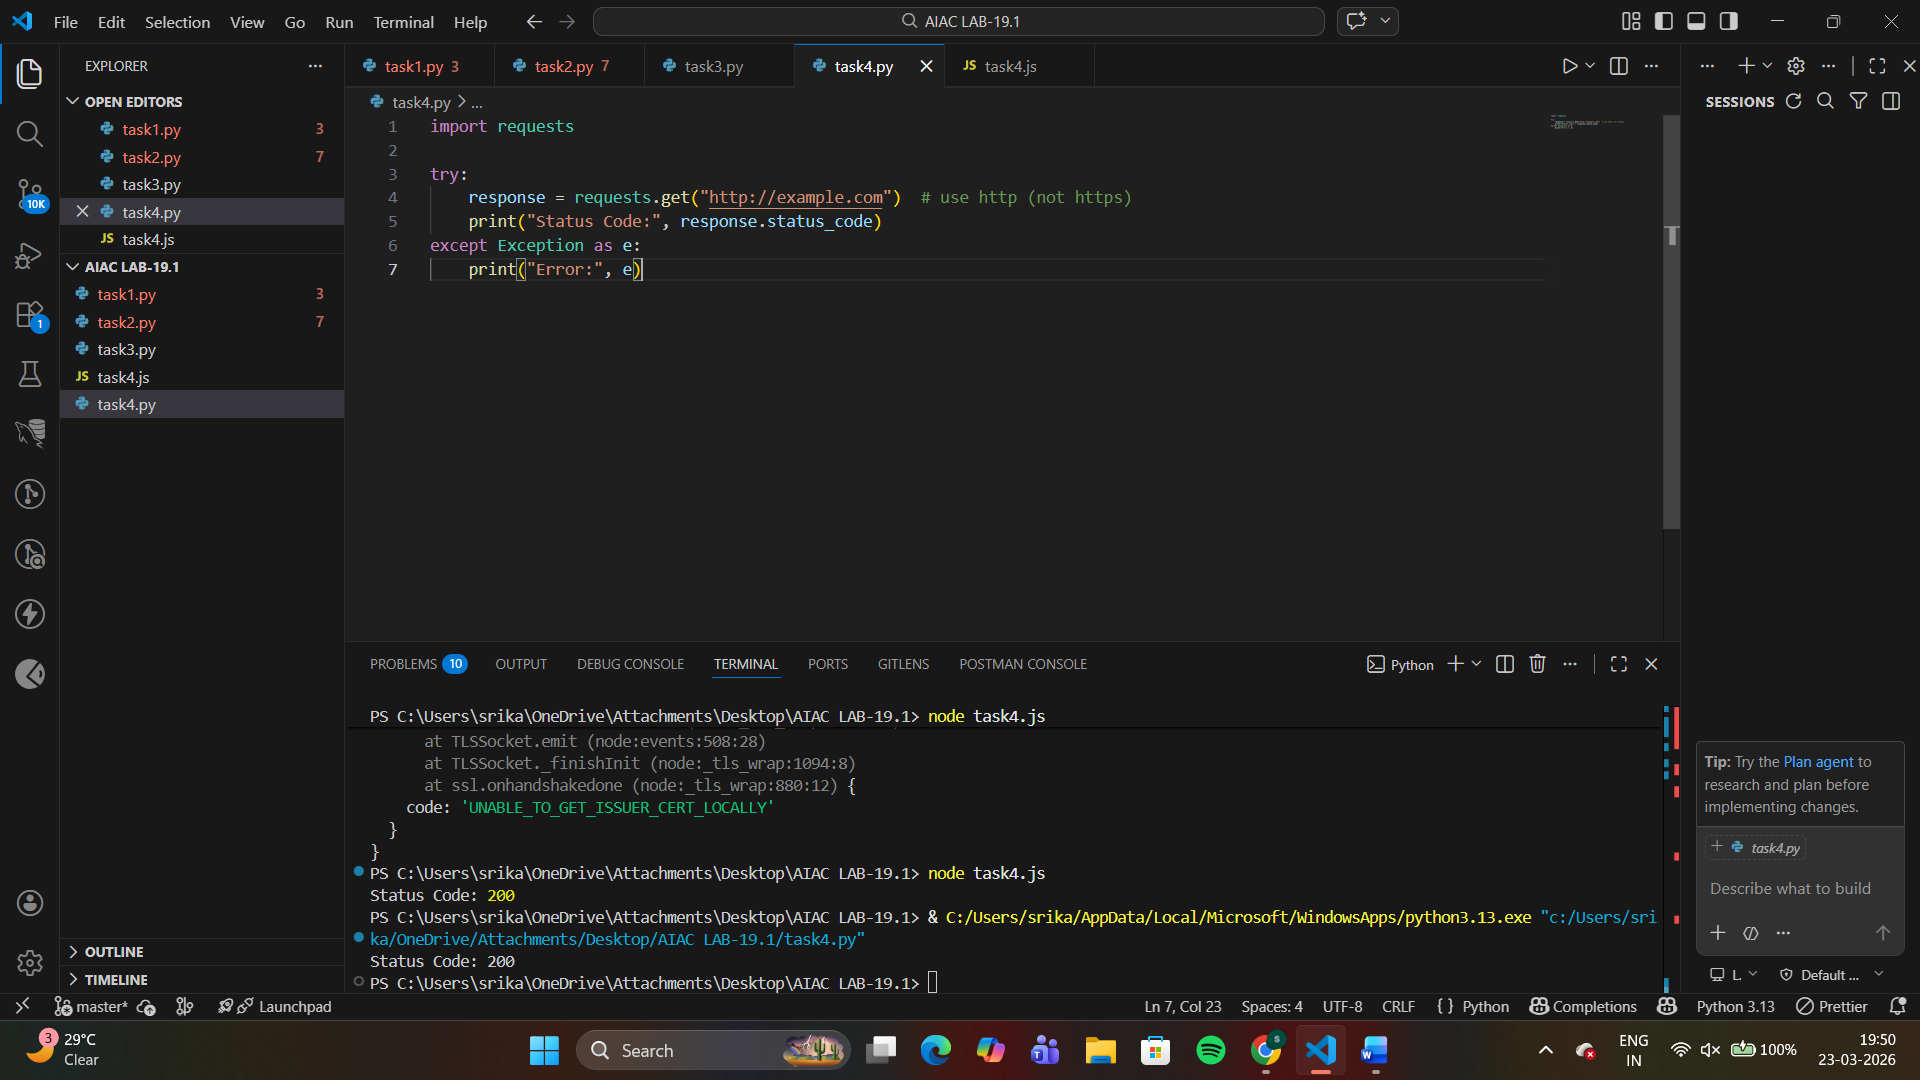 File Edit Selection View Go Run Terminal Help
AIAC LAB-19.1
EXPLORER
OPEN EDITORS
task1.py 3
task2.py 7
task3.py
task4.py
JS task4.js
AIAC LAB-19.1
task1.py 3
task2.py 7
task3.py
JS task4.js
task4.py
OUTLINE
TIMELINE
10K
1
task1.py 3
task2.py 7
task3.py
task4.py
JS task4.js
task4.py > ...
1 import requests
2
3 try:
4 response = requests.get("http://example.com")  # use http (not https)
5 print("Status Code:", response.status_code)
6 except Exception as e:
7 print("Error:", e)
PROBLEMS 10 OUTPUT DEBUG CONSOLE TERMINAL PORTS GITLENS POSTMAN CONSOLE
Python
PS C:\Users\srika\OneDrive\Attachments\Desktop\AIAC LAB-19.1> node task4.js
at TLSSocket.emit (node:events:508:28)
at TLSSocket._finishInit (node:_tls_wrap:1094:8)
at ssl.onhandshakedone (node:_tls_wrap:880:12) {
code: 'UNABLE_TO_GET_ISSUER_CERT_LOCALLY'
}
}
PS C:\Users\srika\OneDrive\Attachments\Desktop\AIAC LAB-19.1> node task4.js
Status Code: 200
PS C:\Users\srika\OneDrive\Attachments\Desktop\AIAC LAB-19.1> & C:/Users/srika/AppData/Local/Microsoft/WindowsApps/python3.13.exe "c:/Users/sri
ka/OneDrive/Attachments/Desktop/AIAC LAB-19.1/task4.py"
Status Code: 200
PS C:\Users\srika\OneDrive\Attachments\Desktop\AIAC LAB-19.1>
SESSIONS
Tip: Try the Plan agent to
research and plan before
implementing changes.
task4.py
Describe what to build
L. Default ...
master* Launchpad
Ln 7, Col 23 Spaces: 4 UTF-8 CRLF { } Python Completions Python 3.13 Prettier
3
29°C
Clear
Search
ENG
IN
100%
19:50
23-03-2026